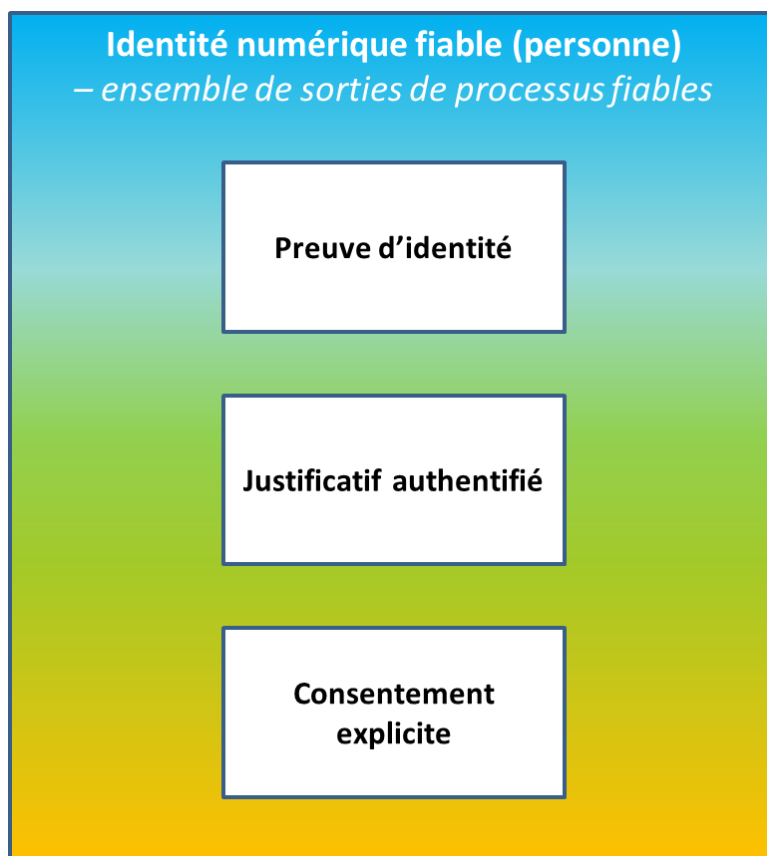 Identité numérique fiable (personne)
– ensemble de sorties de processus fiables
Preuve d’identité
Justificatif authentifié
Consentement
explicite